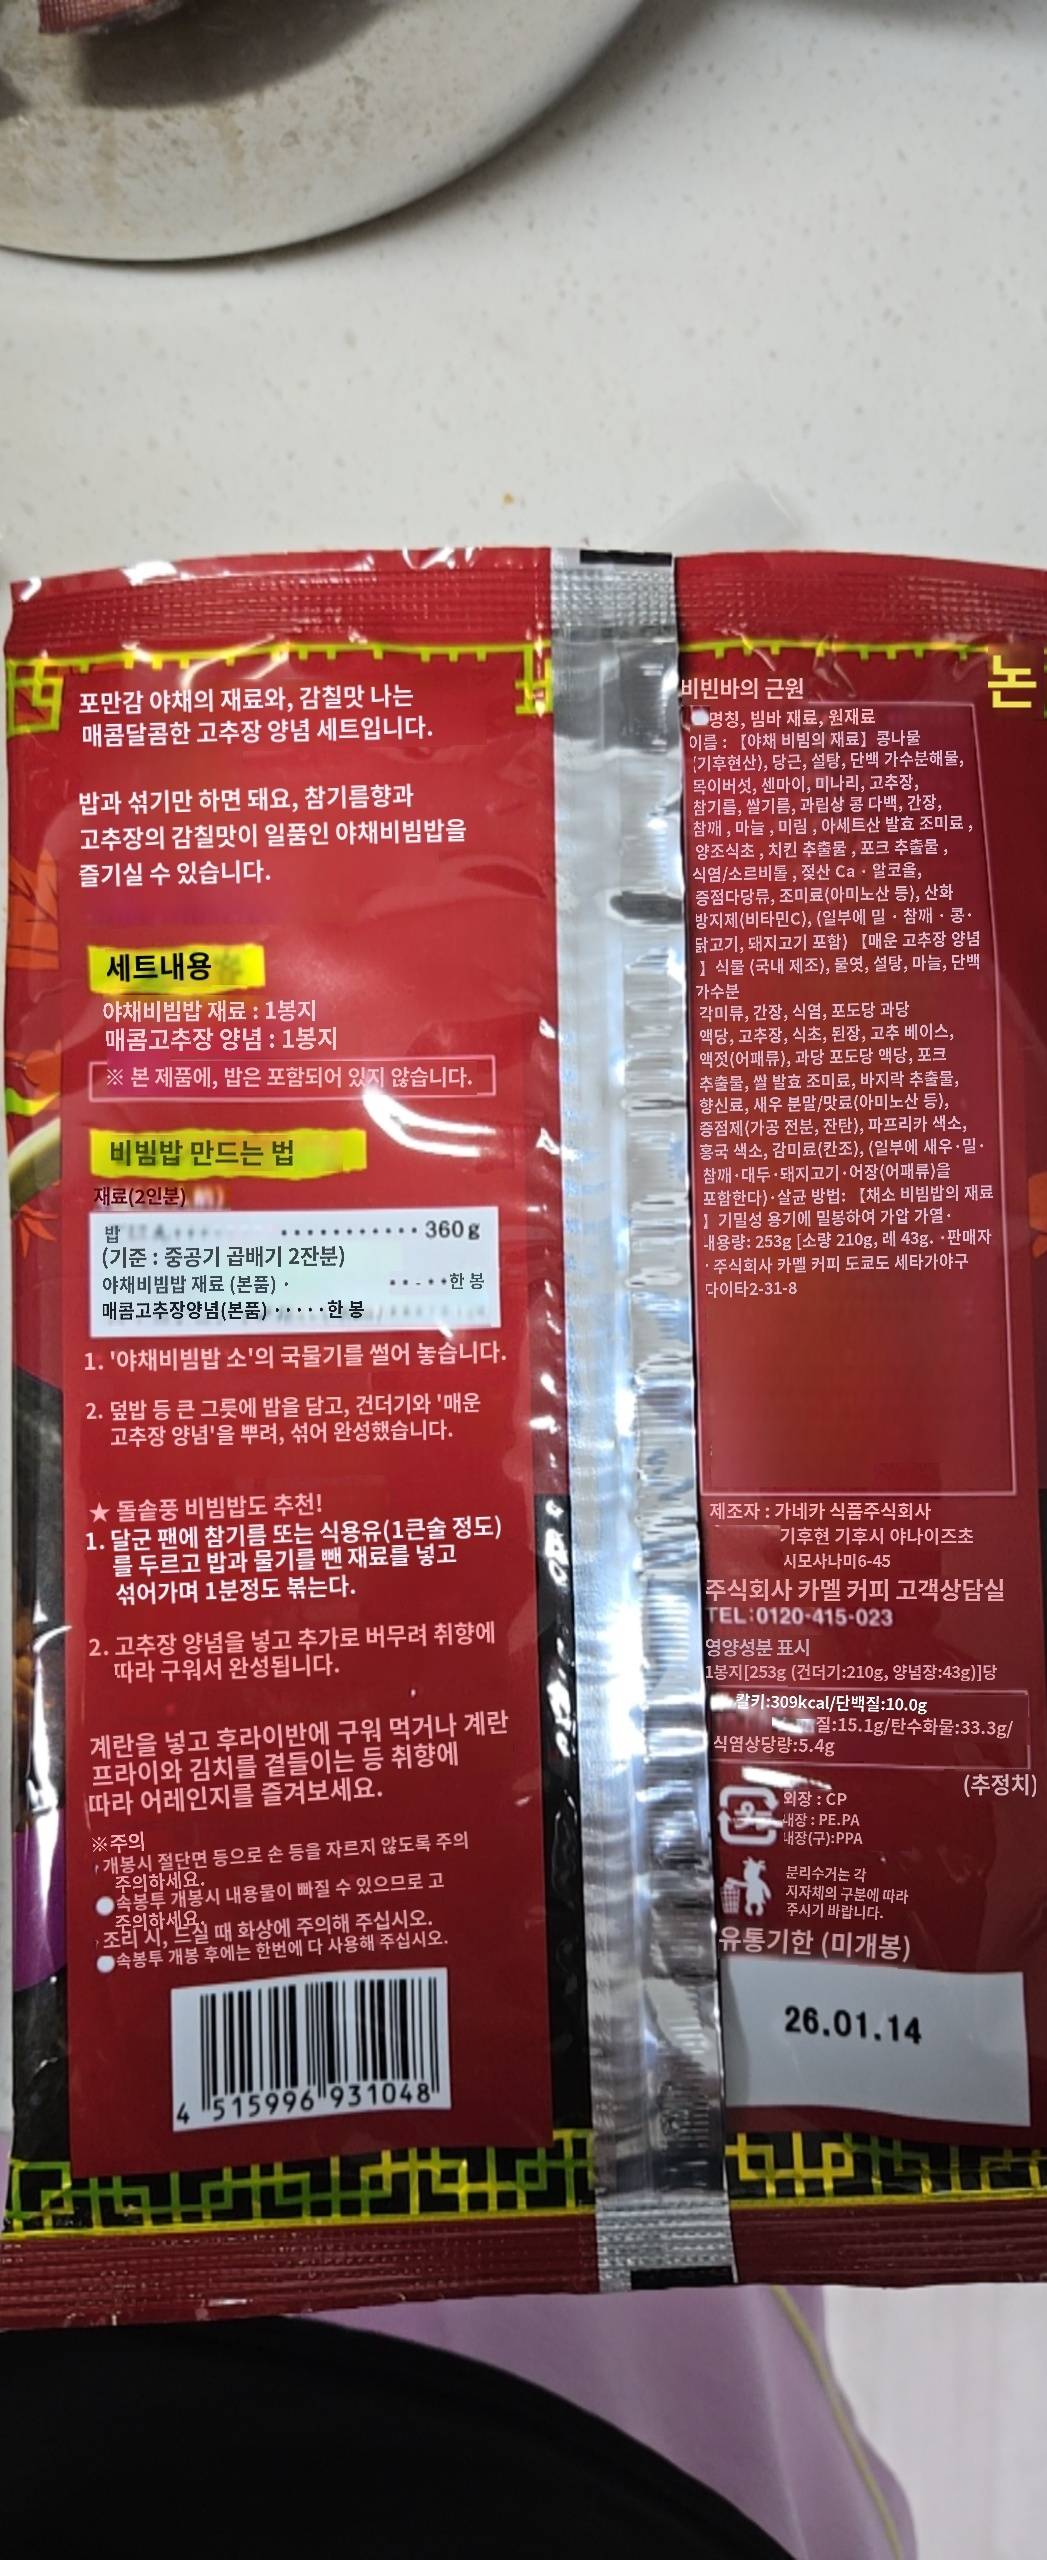 포만감 야채의 재료와, 감칠맛 나는
매콤달콤한 고추장 양념 세트입니다.
밥과 섞기만 하면 돼요, 참기름향과
고추장의 감칠맛이 일품인 야채비빔밥을
즐기실 수 있습니다.
세트내용
야채비빔밥 재료 : 1봉지
매콤고추장 양념 : 1봉지
※ 본 제품에, 밥은 포함되어 있지 않습니다.
비빔밥 만드는 법
재료(2인분)
밥 ・・・・・・・・・・・ 360g
(기준 : 중공기 곱배기 2잔분)
야채비빔밥 재료 (본품) · 한 봉
매콤고추장양념(본품) ·····한 봉
1. '야채비빔밥 소'의 국물기를 썰어 놓습니다.
2. 덮밥 등 큰 그릇에 밥을 담고, 건더기와 '매운
고추장 양념'을 뿌려, 섞어 완성했습니다.
★ 돌솥풍 비빔밥도 추천!
1. 달군 팬에 참기름 또는 식용유(1큰술 정도)
를 두르고 밥과 물기를 뺀 재료를 넣고
섞어가며 1분정도 볶는다.
2. 고추장 양념을 넣고 추가로 버무려 취향에
따라 구워서 완성됩니다.
계란을 넣고 후라이반에 구워 먹거나 계란
프라이와 김치를 곁들이는 등 취향에
따라 어레인지를 즐겨보세요.
※주의
개봉시 절단면 등으로 손 등을 자르지 않도록 주의
주의하세요.
속봉투 개봉시 내용물이 빠질 수 있으므로 고
주의하세요.
조리 시, 드실 때 화상에 주의해 주십시오.
속봉투 개봉 후에는 한번에 다 사용해 주십시오.
4 515996 931048
논
비빈바의 근원
명칭, 빔바 재료, 원재료
이름 : 【야채 비빔의 재료】콩나물
(기후현산), 당근, 설탕, 단백 가수분해물,
목이버섯, 센마이, 미나리, 고추장,
참기름, 쌀기름, 과립상 콩 다백, 간장,
참깨 , 마늘 , 미림 , 아세트산 발효 조미료 ,
양조식초 , 치킨 추출물 , 포크 추출물 ,
식염/소르비톨 , 젖산 Ca · 알코올,
증점다당류, 조미료(아미노산 등), 산화
방지제(비타민C), (일부에 밀 · 참깨 · 콩·
닭고기, 돼지고기 포함) 【매운 고추장 양념
】식물 (국내 제조), 물엿, 설탕, 마늘, 단백
가수분
각미류, 간장, 식염, 포도당 과당
액당, 고추장, 식초, 된장, 고추 베이스,
액젓(어패류), 과당 포도당 액당, 포크
추출물, 쌀 발효 조미료, 바지락 추출물,
향신료, 새우 분말/맛료(아미노산 등),
증점제(가공 전분, 잔탄), 파프리카 색소,
홍국 색소, 감미료(칸조), (일부에 새우·밀·
참깨·대두·돼지고기·어장(어패류)을
포함한다)·살균 방법: 【채소 비빔밥의 재료
】기밀성 용기에 밀봉하여 가압 가열·
내용량: 253g [소량 210g, 레 43g. ·판매자
· 주식회사 카멜 커피 도쿄도 세타가야구
다이타2-31-8
제조자 : 가네카 식품주식회사
기후현 기후시 야나이즈초
시모사나미6-45
주식회사 카멜 커피 고객상담실
TEL:0120-415-023
영양성분 표시
1봉지[253g (건더기:210g, 양념장:43g)]당
칼키:309kcal/단백질:10.0g
질:15.1g/탄수화물:33.3g/
식염상당량:5.4g
(추정치)
외장 : CP
내장 : PE.PA
내장(구):PPA
분리수거는 각
지자체의 구분에 따라
주시기 바랍니다.
유통기한 (미개봉)
26.01.14